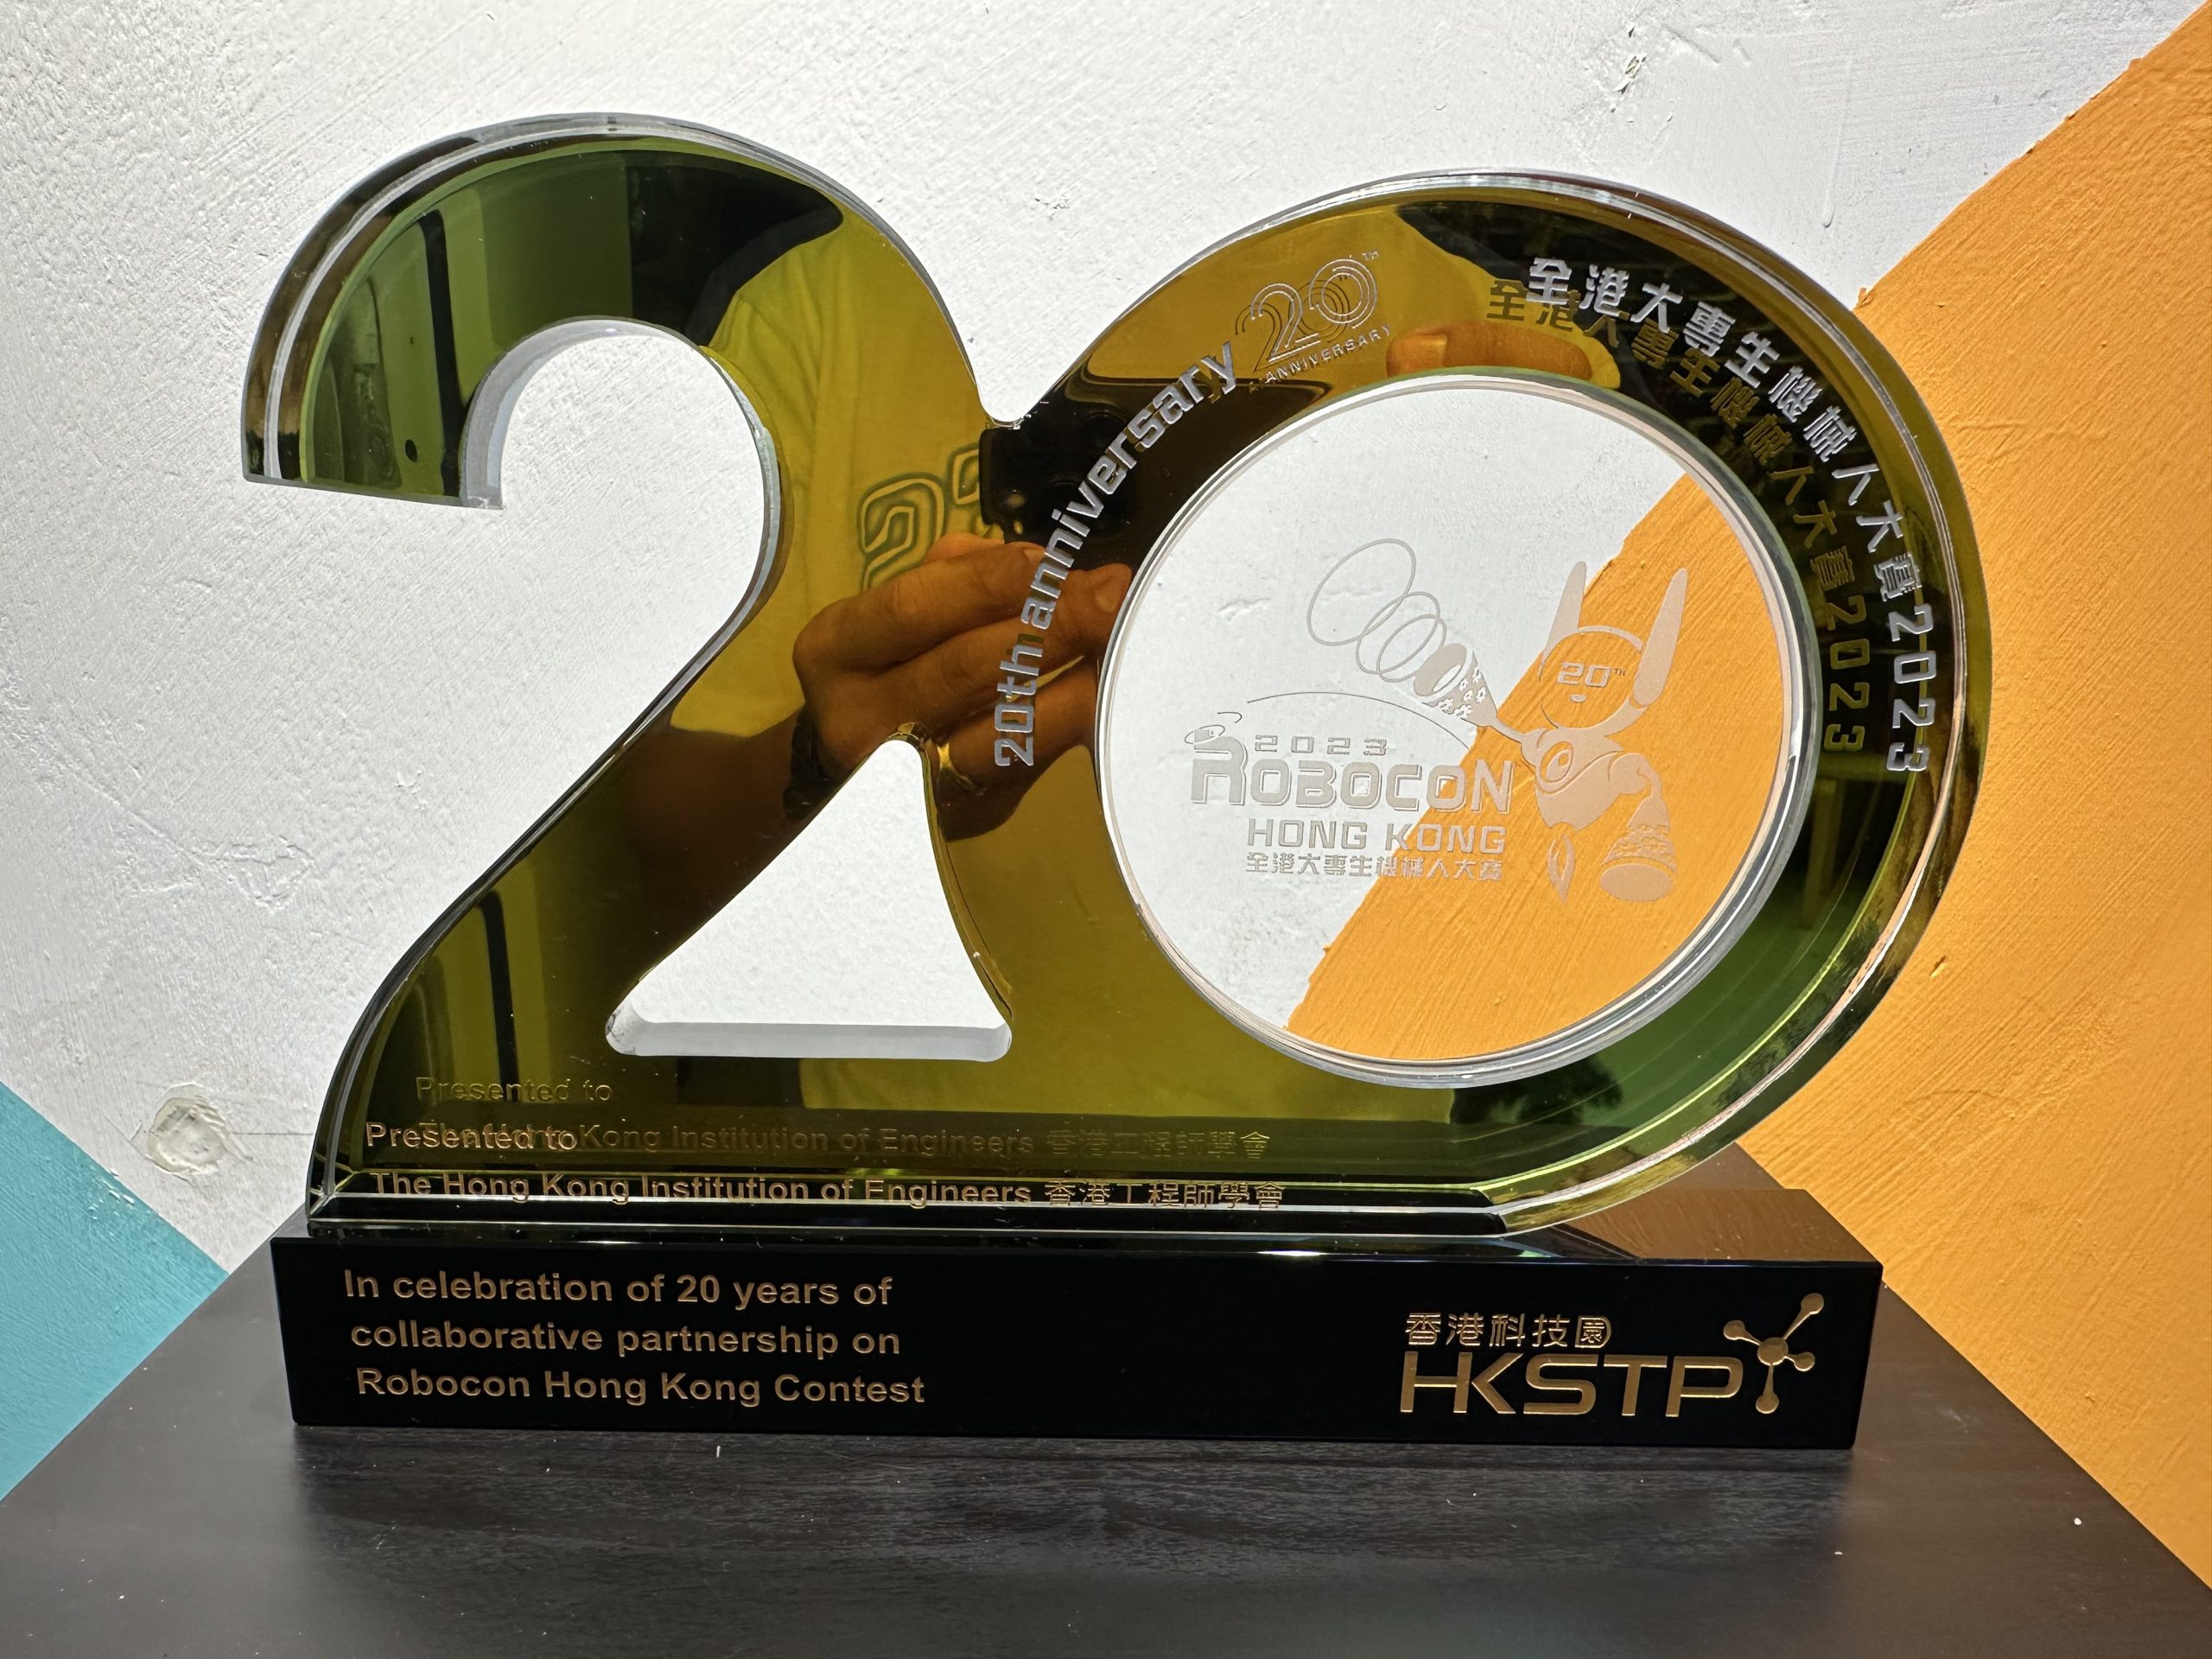 20th anniversary
20TH
ANNIVERSARY
全港大專生機械人大賽2023
20TH
2023
ROBOCON
HONG KONG
全港大專生機械人大賽
Presented to
The Hong Kong Institution of Engineers 香港工程師學會
In celebration of 20 years of
collaborative partnership on
Robocon Hong Kong Contest
香港科技園
HKSTP